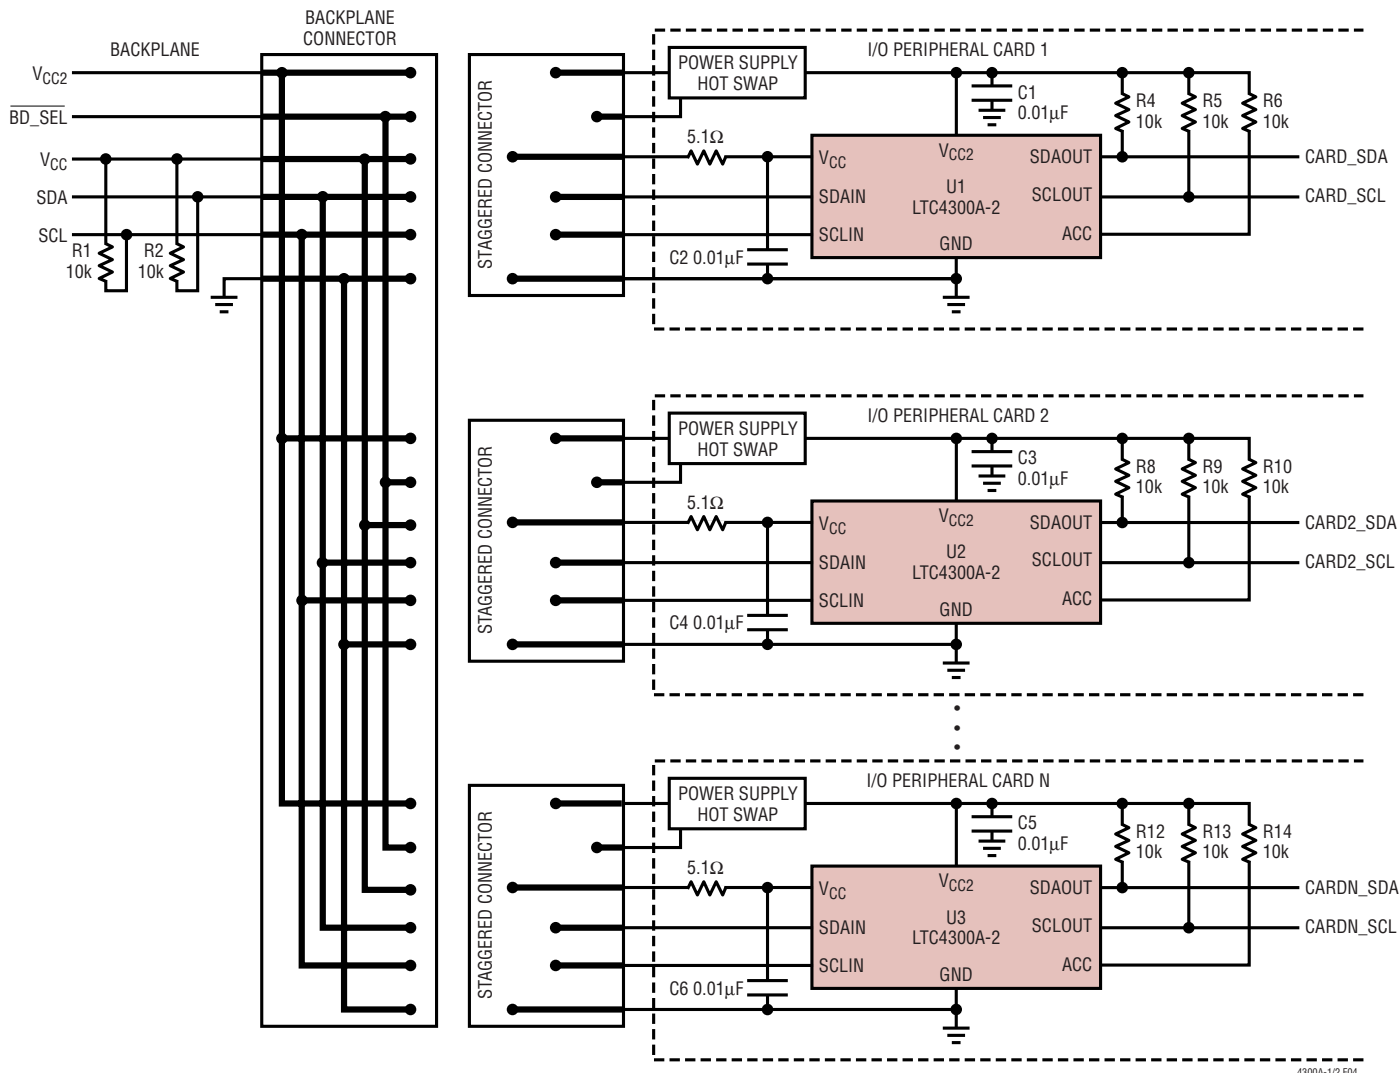 BACKPLANE
BACKPLANE
CONNECTOR
VCC2
BD_SEL
VCC
SDA
SCL
R1
10k
R2
10k
STAGGERED CONNECTOR
POWER SUPPLY
HOT SWAP
I/O PERIPHERAL CARD 1
C1
0.01µF
R4
10k
R5
10k
R6
10k
5.1Ω
VCC
VCC2
SDAOUT
CARD_SDA
SDAIN
U1
LTC4300A-2
SCLOUT
CARD_SCL
SCLIN
GND
ACC
C2 0.01µF
STAGGERED CONNECTOR
POWER SUPPLY
HOT SWAP
I/O PERIPHERAL CARD 2
C3
0.01µF
R8
10k
R9
10k
R10
10k
5.1Ω
VCC
VCC2
SDAOUT
CARD2_SDA
SDAIN
U2
LTC4300A-2
SCLOUT
CARD2_SCL
SCLIN
GND
ACC
C4 0.01µF
STAGGERED CONNECTOR
POWER SUPPLY
HOT SWAP
I/O PERIPHERAL CARD N
C5
0.01µF
R12
10k
R13
10k
R14
10k
5.1Ω
VCC
VCC2
SDAOUT
CARDN_SDA
SDAIN
U3
LTC4300A-2
SCLOUT
CARDN_SCL
SCLIN
GND
ACC
C6 0.01µF
4300A-1/2 F04